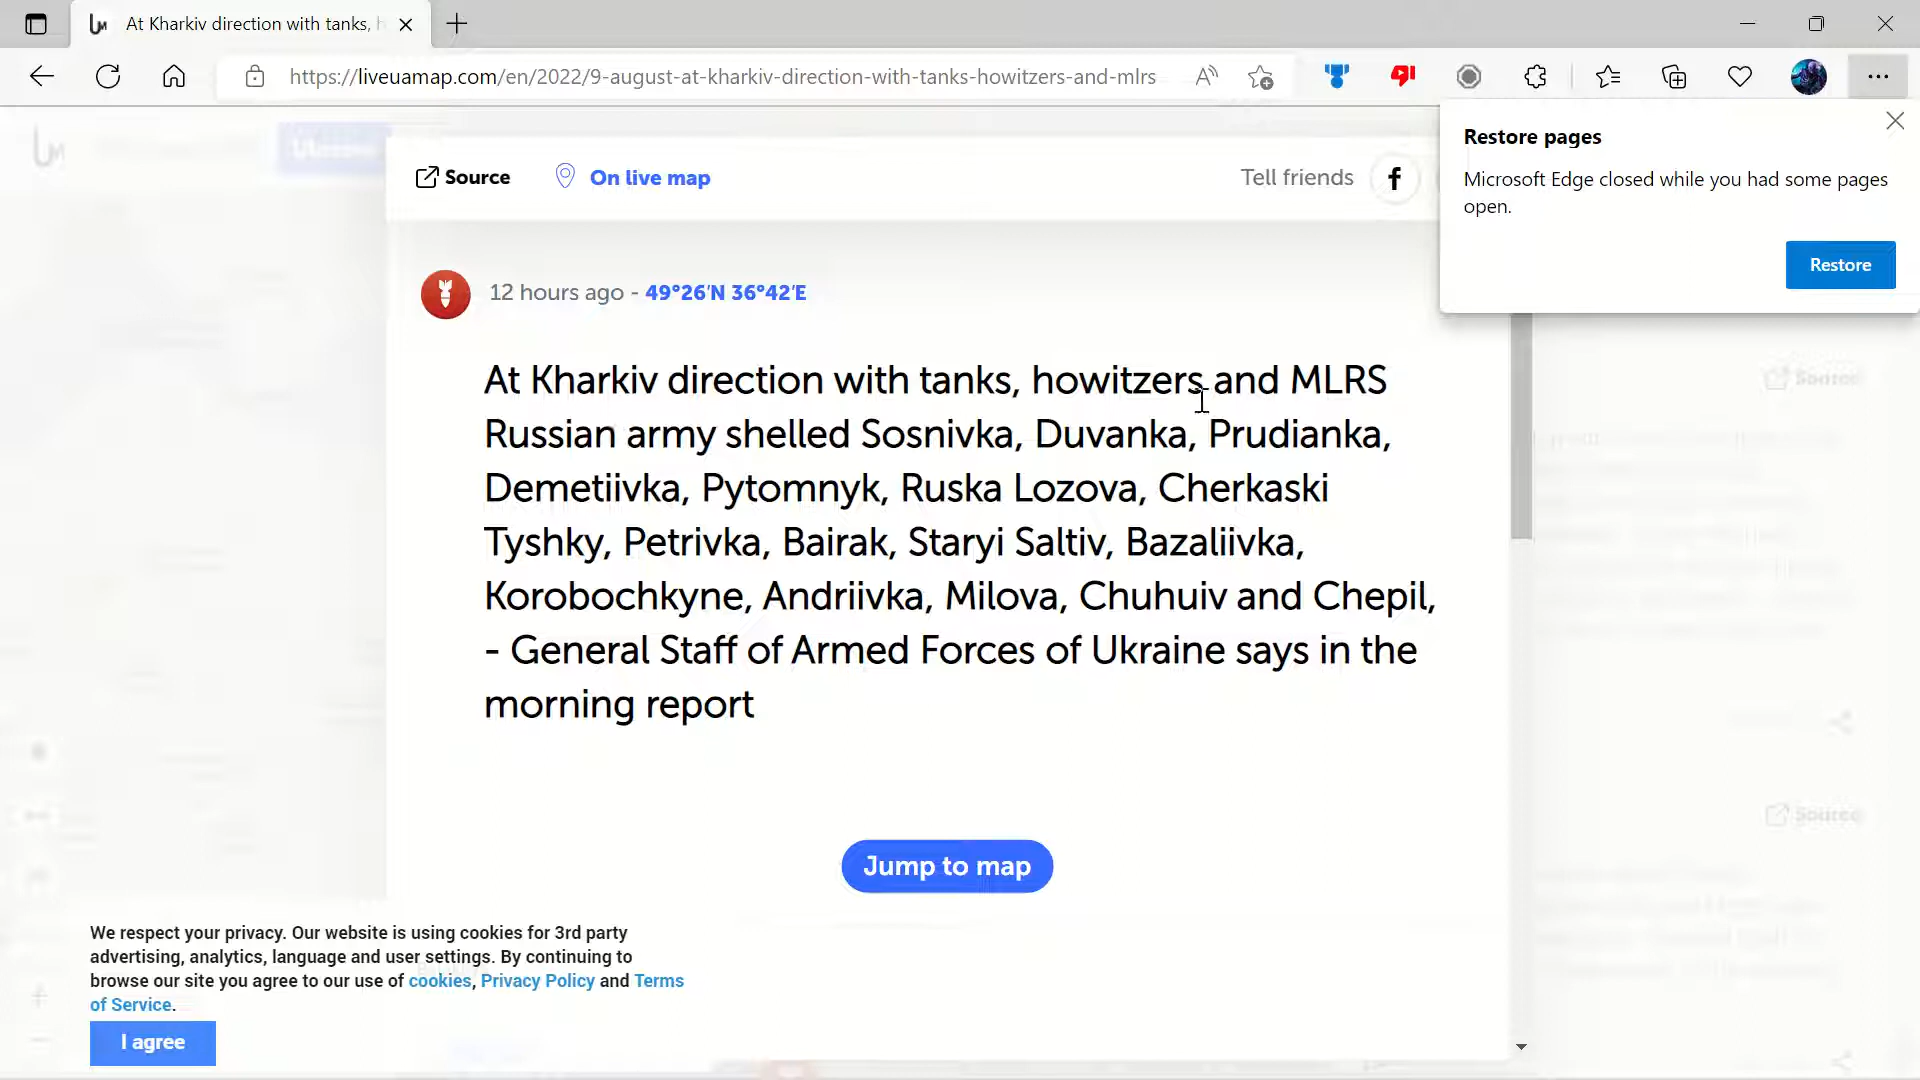 At Kharkiv direction with tanks, h
https://liveuamap.com/en/2022/9-august-at-kharkiv-direction-with-tanks-howitzers-and-mlrs
Restore pages
Microsoft Edge closed while you had some pages
open.
Restore
Source
On live map
Tell friends
12 hours ago - 49°26'N 36°42'E
At Kharkiv direction with tanks, howitzers and MLRS
Russian army shelled Sosnivka, Duvanka, Prudianka,
Demetiivka, Pytomnyk, Ruska Lozova, Cherkaski
Tyshky, Petrivka, Bairak, Staryi Saltiv, Bazaliivka,
Korobochkyne, Andriivka, Milova, Chuhuiv and Chepil,
- General Staff of Armed Forces of Ukraine says in the
morning report
Source
Source
Jump to map
We respect your privacy. Our website is using cookies for 3rd party
advertising, analytics, language and user settings. By continuing to
browse our site you agree to our use of cookies, Privacy Policy and Terms
of Service.
I agree